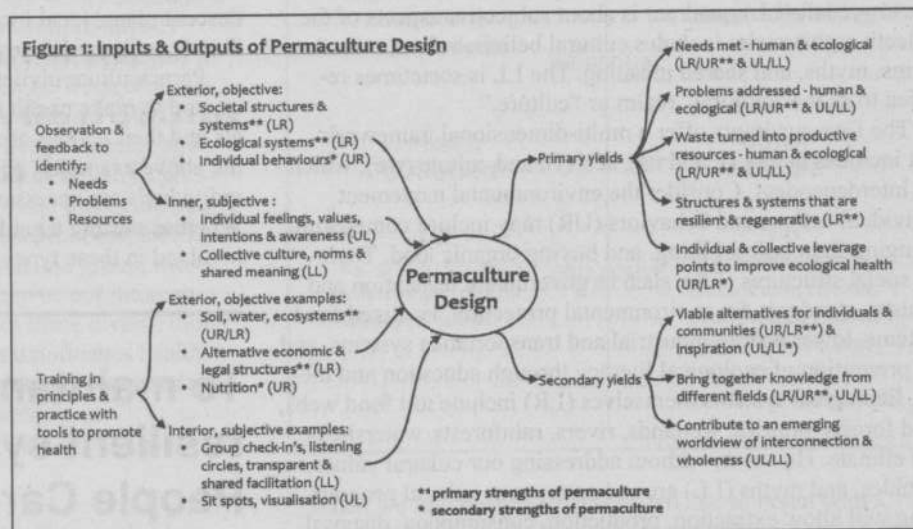 Figure 1: Inputs & Outputs of Permaculture Design
Observation &
feedback to
identify:
• Needs
• Problems
• Resources
Exterior, objective:
• Societal structures &
systems** (LR)
• Ecological systems** (LR)
• Individual behaviours* (UR)
Inner, subjective :
• Individual feelings, values,
intentions & awareness (UL)
• Collective culture, norms &
shared meaning (LL)
Training in
principles &
practice with
tools to promote
health
Exterior, objective examples:
• Soil, water, ecosystems**
(UR/LR)
• Alternative economic &
legal structures** (LR)
• Nutrition* (UR)
Interior, subjective examples:
• Group check-in's, listening
circles, transparent &
shared facilitation (LL)
• spots, visualisation (UL)
Permaculture
Design
Primary yields
Needs met - human & ecological
(LR/UR** & UL/LL)
Problems addressed - human &
ecological (LR/UR** & UL/LL)
Waste turned into productive
resources - human & ecological
(LR/UR** & UL/LL)
Structures & systems that are
resilient & regenerative (LR**)
Individual & collective leverage
points to improve ecological health
(UR/LR*)
Secondary yields
Viable alternatives for individuals &
communities (UR/LR**) &
Inspiration (UL/LL*)
Bring together knowledge from
different fields (LR/UR**, UL/LL)
Contribute to an emerging
worldview of interconnection &
wholeness (UL/LL)
**primary strengths of permaculture
* secondary strengths of permaculture